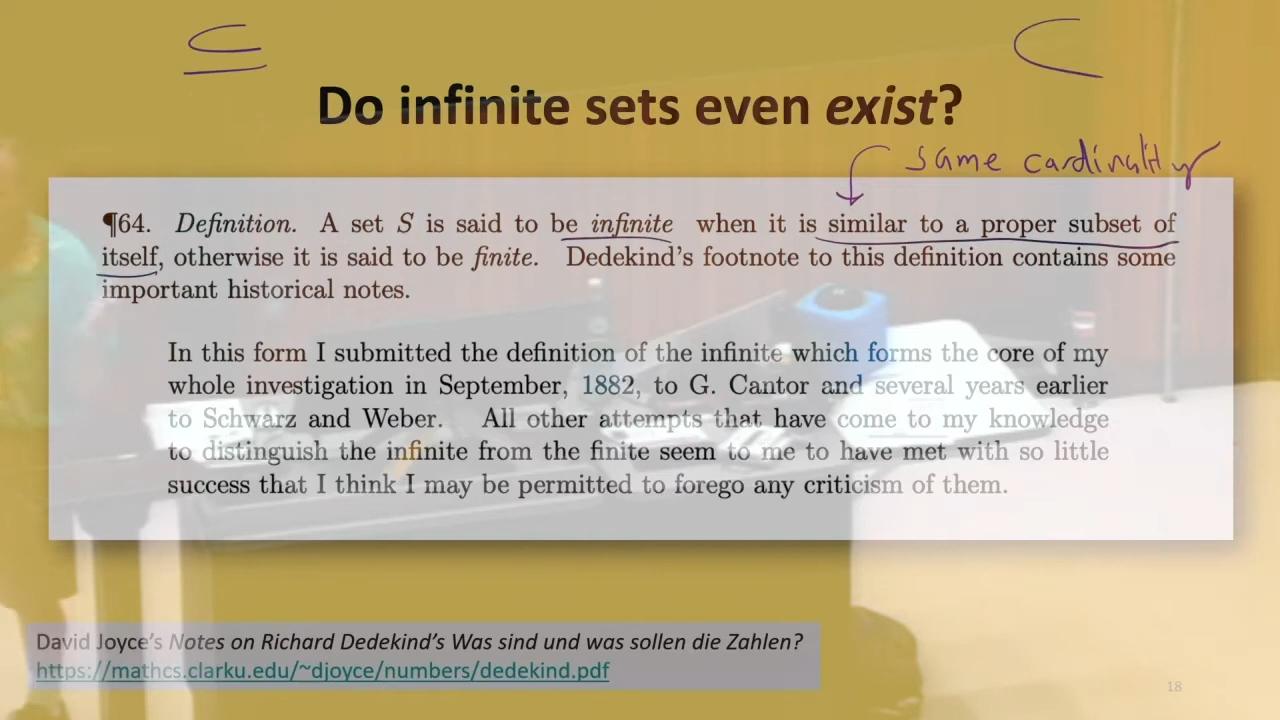 ⊆ ⊂
Do infinite sets even exist?
same cardinality
¶64. Definition. A set S is said to be infinite when it is similar to a proper subset of
itself, otherwise it is said to be finite. Dedekind's footnote to this definition contains some
important historical notes.
In this form I submitted the definition of the infinite which forms the core of my
whole investigation in September, 1882, to G. Cantor and several years earlier
to Schwarz and Weber. All other attempts that have come to my knowledge
to distinguish the infinite from the finite seem to me to have met with so little
success that I think I may be permitted to forego any criticism of them.
David Joyce's Notes on Richard Dedekind's Was sind und was sollen die Zahlen?
https://mathcs.clarku.edu/~djoyce/numbers/dedekind.pdf
18